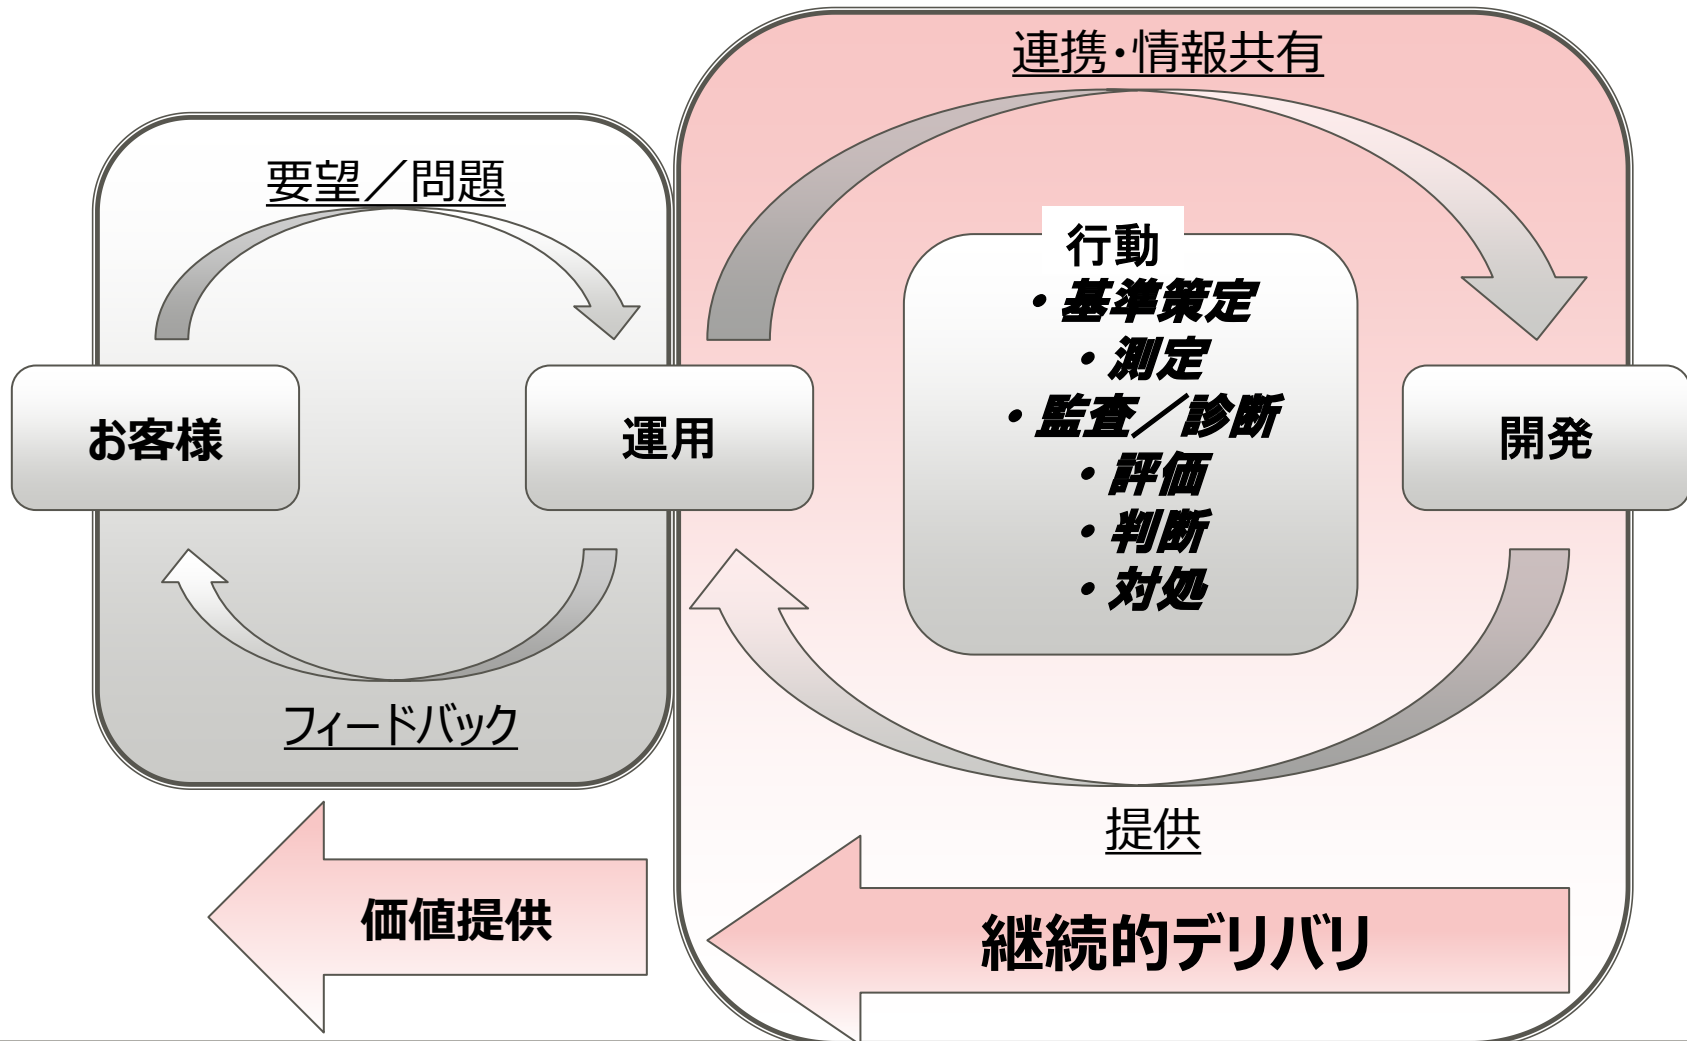 連携・情報共有
要望／問題
行動
・基準策定
・測定
・監査／診断
・評価
・判断
・対処
お客様
運用
開発
フィードバック
提供
価値提供
継続的デリバリ